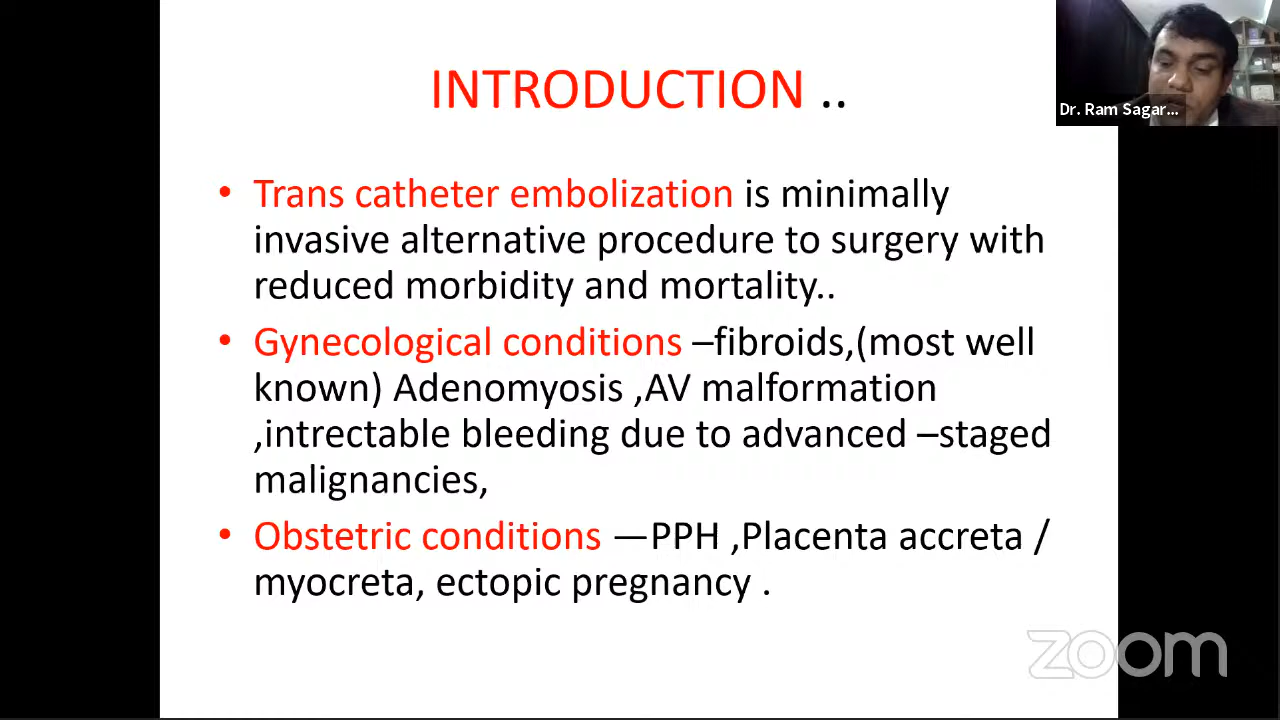 INTRODUCTION ..
Dr. Ram Sagar...
• Trans catheter embolization is minimally
invasive alternative procedure to surgery with
reduced morbidity and mortality..
• Gynecological conditions –fibroids,(most well
known) Adenomyosis ,AV malformation
,intrectable bleeding due to advanced –staged
malignancies,
• Obstetric conditions —PPH ,Placenta accreta /
myocreta, ectopic pregnancy .
zoom